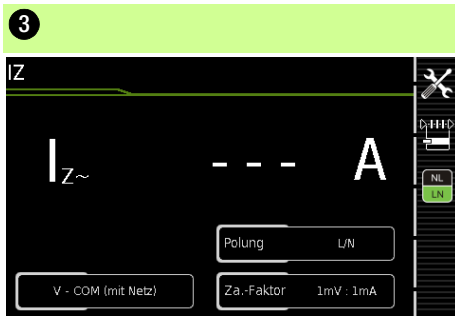 3
IZ
IZ~ - - - A
NL
LN
Polung L/N
V - COM (mit Netz)
Za.-Faktor 1mV : 1mA